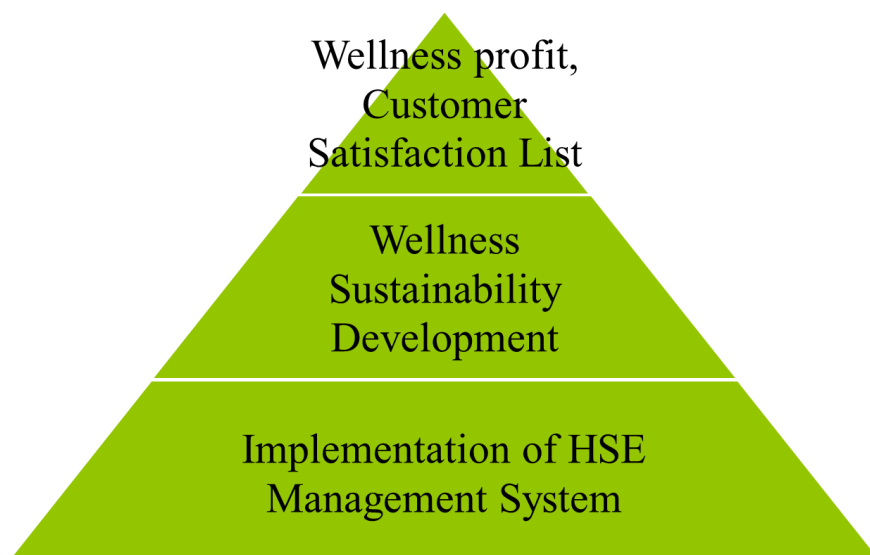 Wellness profit,
Customer
Satisfaction List
Wellness
Sustainability
Development
Implementation of HSE
Management System